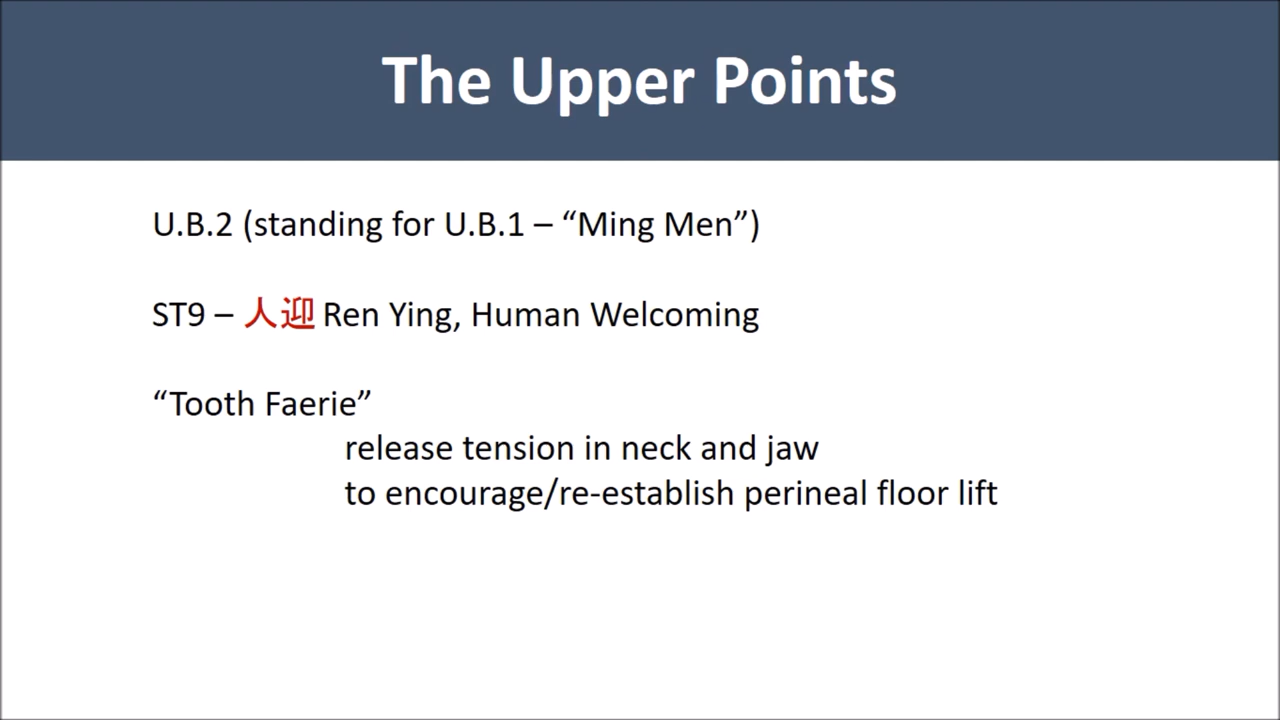 The Upper Points
U.B.2 (standing for U.B.1 – “Ming Men”)
ST9 – 人迎 Ren Ying, Human Welcoming
“Tooth Faerie”
release tension in neck and jaw
to encourage/re-establish perineal floor lift